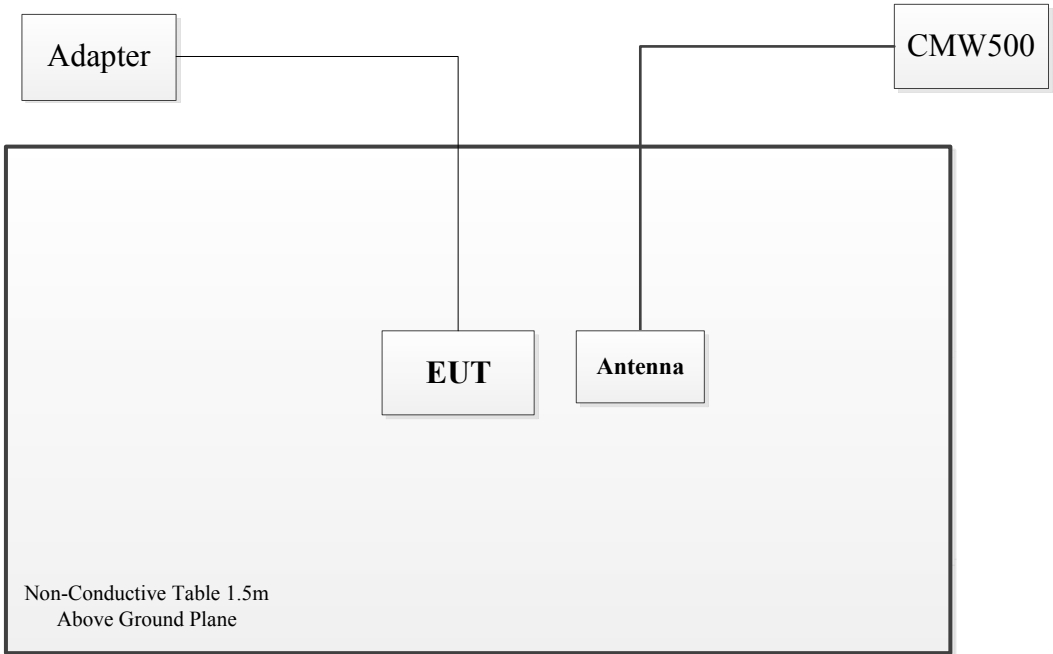 Adapter
CMW500
EUT
Antenna
Non-Conductive Table 1.5m
Above Ground Plane